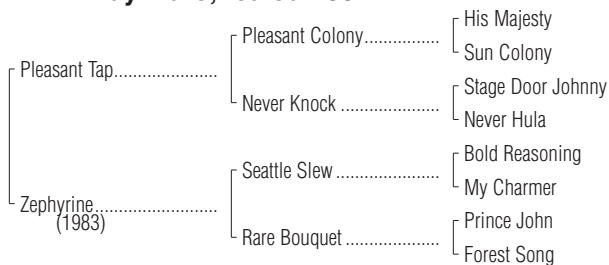 Pleasant Tap
Zephyrine
(1983)
Pleasant Colony
Never Knock
Seattle Slew
Rare Bouquet
His Majesty
Sun Colony
Stage Door Johnny
Never Hula
Bold Reasoning
My Charmer
Prince John
Forest Song